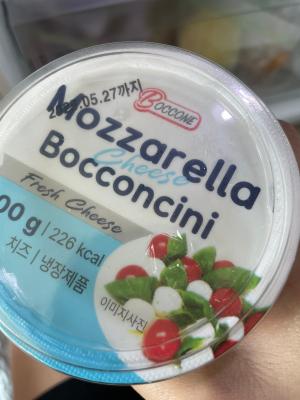 .05.27까지
BOCCONE
Mozzarella
Cheese
Bocconcini
Fresh Cheese
00 g | 226 kcal
치즈 | 냉장제품
이미지사진